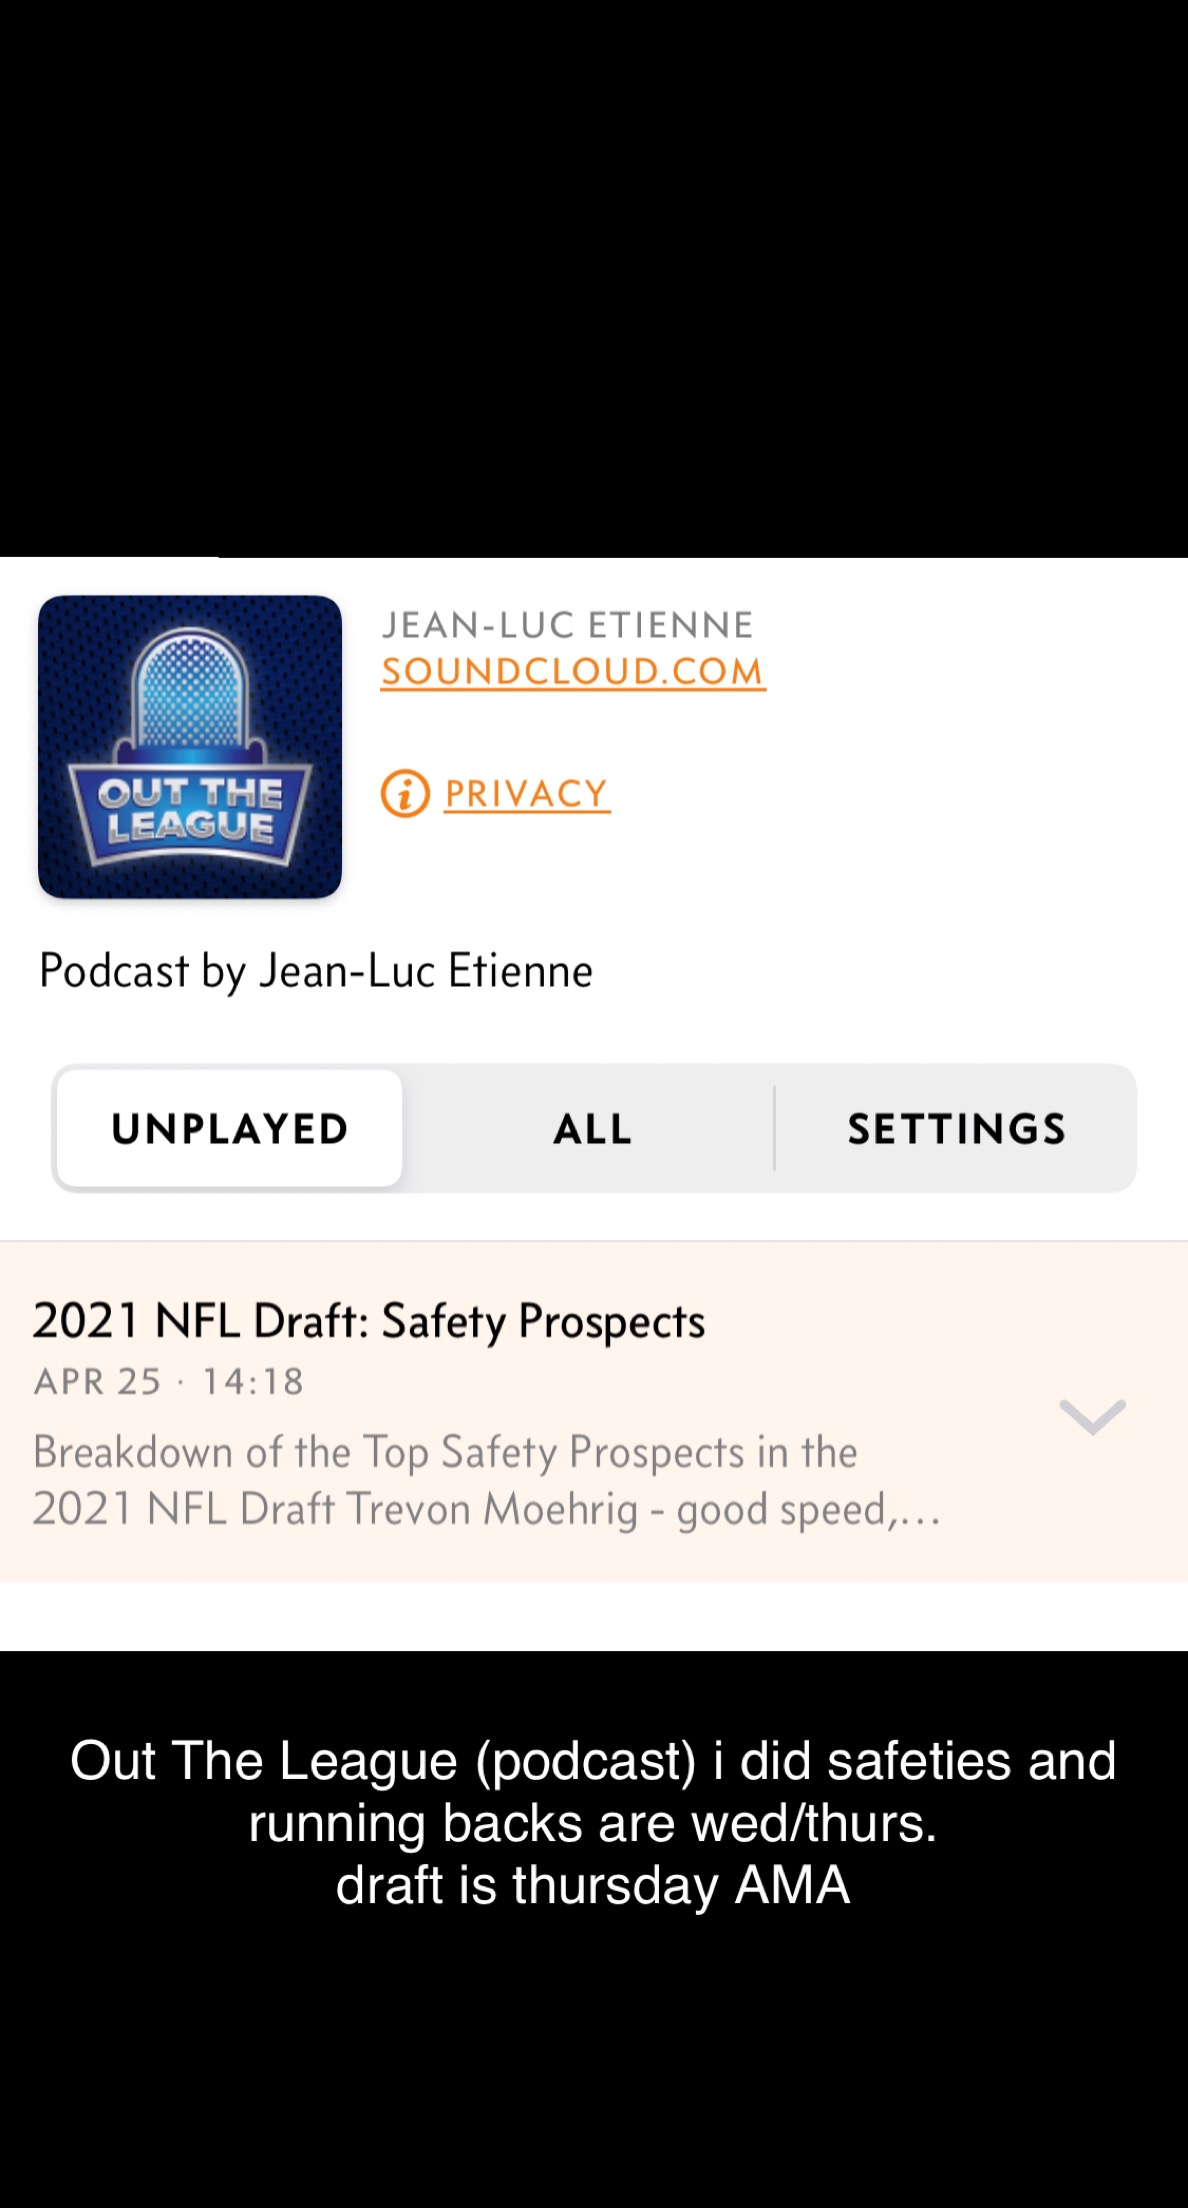 OUT THE
LEAGUE
JEAN-LUC ETIENNE
SOUNDCLOUD.COM
i PRIVACY
Podcast by Jean-Luc Etienne
UNPLAYED ALL SETTINGS
2021 NFL Draft: Safety Prospects
APR 25 · 14:18
Breakdown of the Top Safety Prospects in the
2021 NFL Draft Trevon Moehrig - good speed,...
Out The League (podcast) i did safeties and
running backs are wed/thurs.
draft is thursday AMA